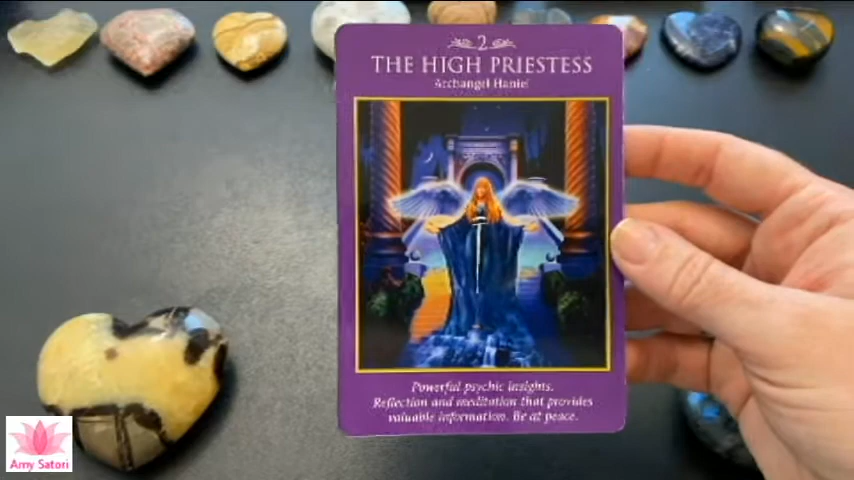 2
THE HIGH PRIESTESS
Archangel Haniel
Powerful psychic insights.
Reflection and meditation that provides
valuable information. Be at peace.
Amy Satori